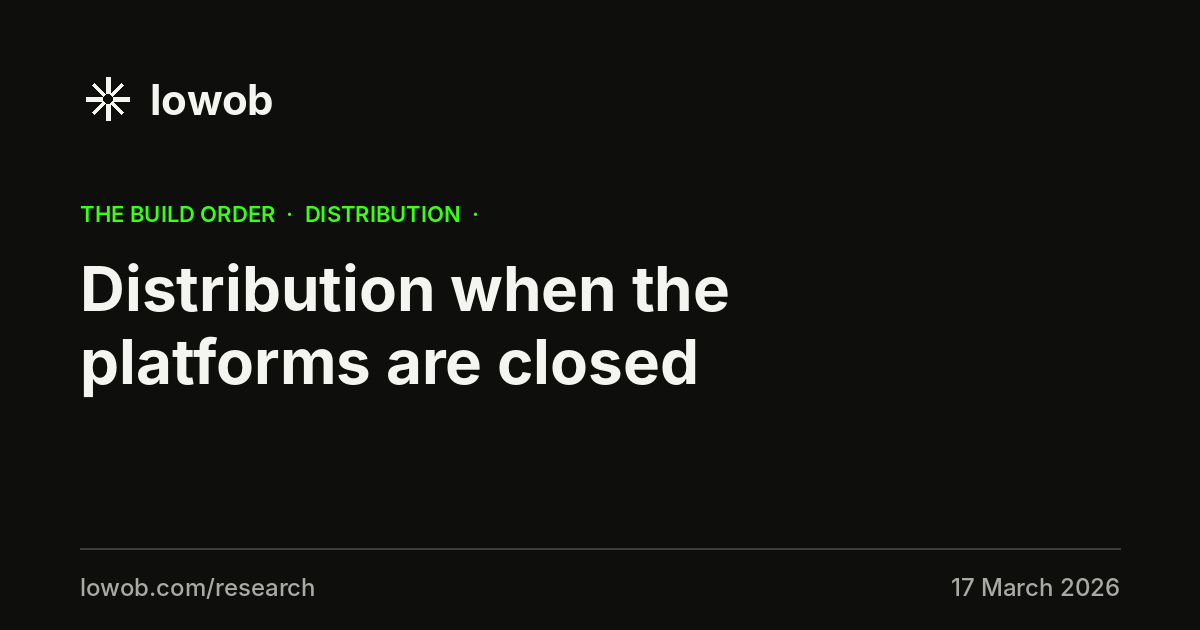 lowob
THE BUILD ORDER · DISTRIBUTION ·
Distribution when the
platforms are closed
lowob.com/research
17 March 2026